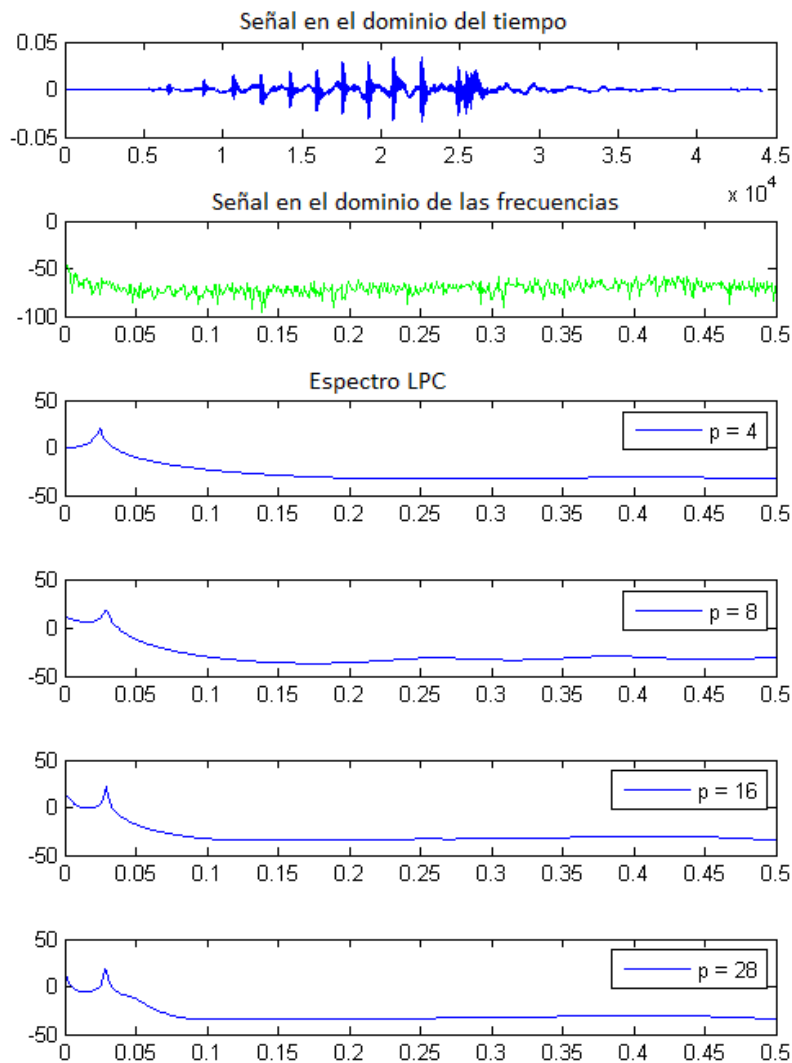 Señal en el dominio del tiempo
0.05
0
-0.05
0 0.5 1 1.5 2 2.5 3 3.5 4 4.5
x 10^4
Señal en el dominio de las frecuencias
0
-50
-100
0 0.05 0.1 0.15 0.2 0.25 0.3 0.35 0.4 0.45 0.5
Espectro LPC
50
0
-50
p = 4
0 0.05 0.1 0.15 0.2 0.25 0.3 0.35 0.4 0.45 0.5
50
0
-50
p = 8
0 0.05 0.1 0.15 0.2 0.25 0.3 0.35 0.4 0.45 0.5
50
0
-50
p = 16
0 0.05 0.1 0.15 0.2 0.25 0.3 0.35 0.4 0.45 0.5
50
0
-50
p = 28
0 0.05 0.1 0.15 0.2 0.25 0.3 0.35 0.4 0.45 0.5